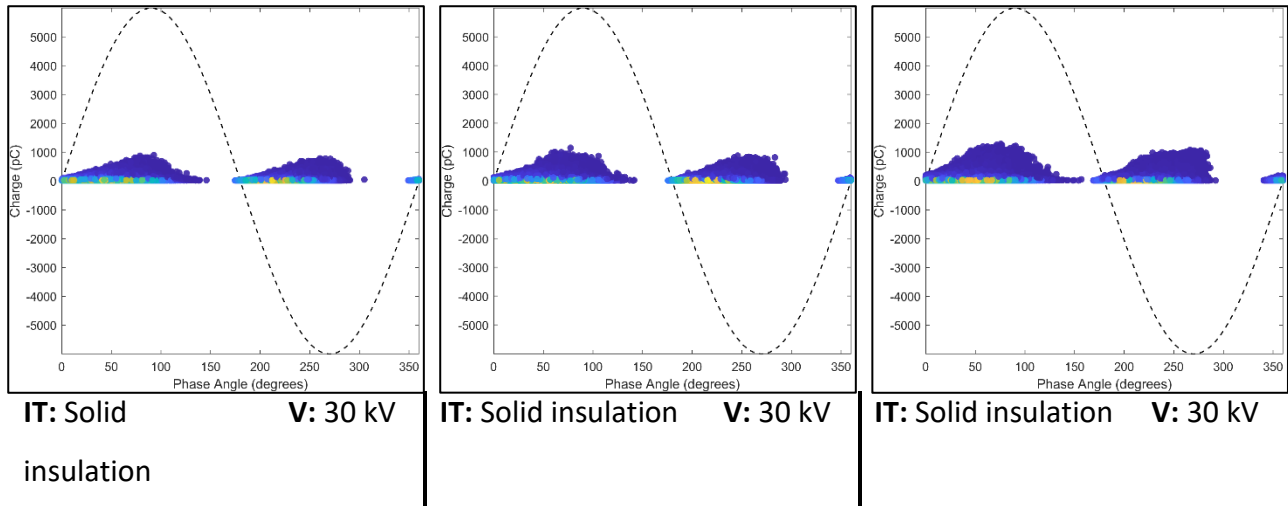 5000
4000
3000
2000
1000
0
-1000
-2000
-3000
-4000
-5000
Charge (pC)
0 50 100 150 200 250 300 350
Phase Angle (degrees)
5000
4000
3000
2000
1000
0
-1000
-2000
-3000
-4000
-5000
Charge (pC)
0 50 100 150 200 250 300 350
Phase Angle (degrees)
5000
4000
3000
2000
1000
0
-1000
-2000
-3000
-4000
-5000
Charge (pC)
0 50 100 150 200 250 300 350
Phase Angle (degrees)
IT: Solid V: 30 kV
insulation
IT: Solid insulation V: 30 kV
IT: Solid insulation V: 30 kV